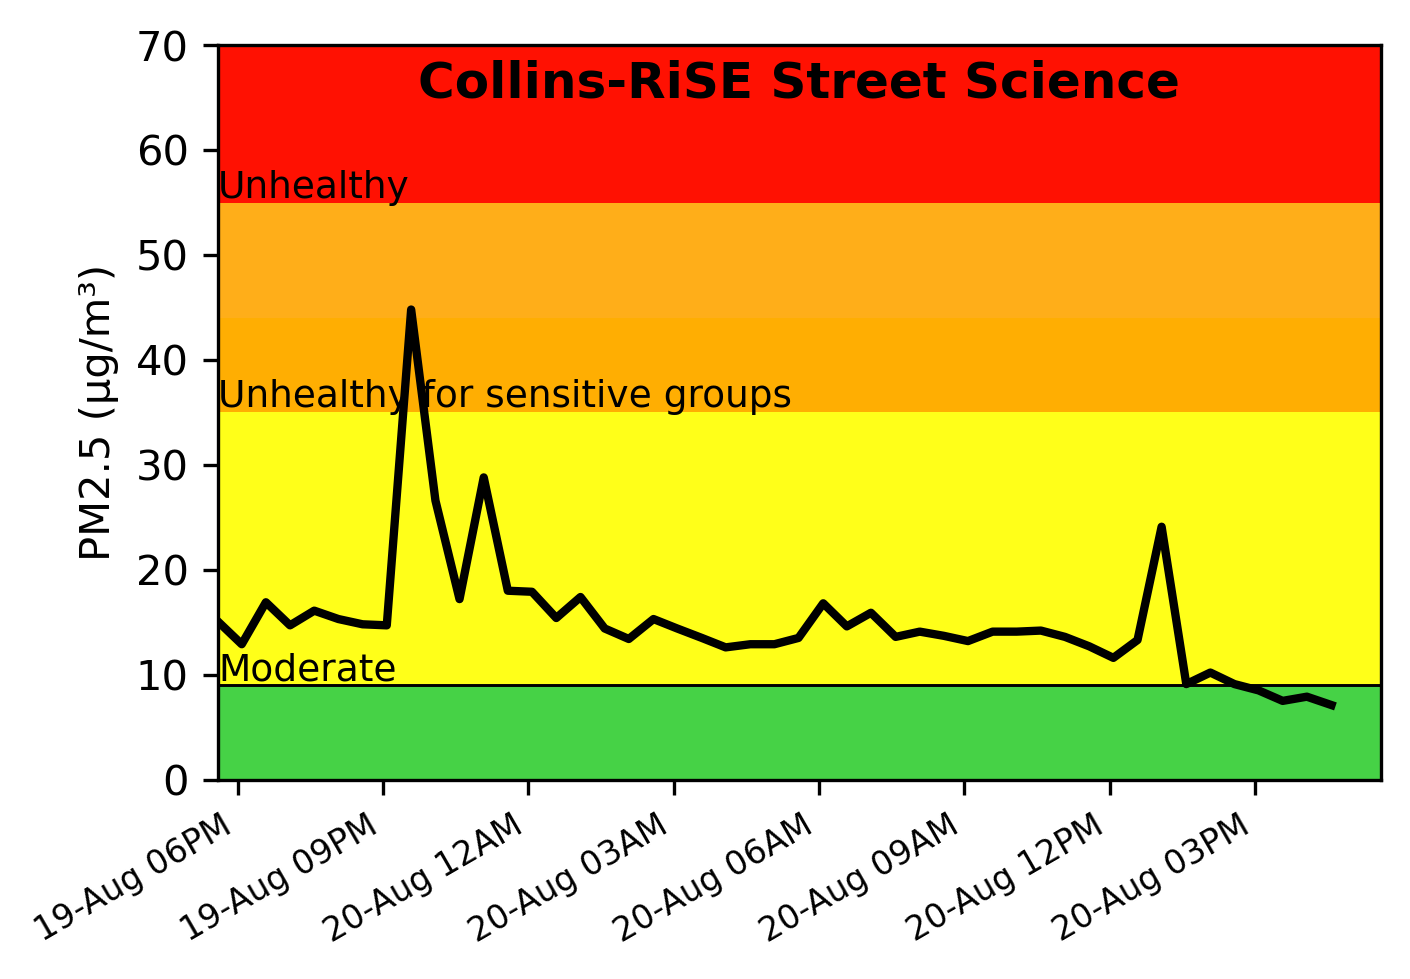 Collins-RiSE Street Science
70
60
50
40
30
20
10
0
PM2.5 (µg/m³)
Unhealthy
Unhealthy for sensitive groups
Moderate
19-Aug 06PM
19-Aug 09PM
20-Aug 12AM
20-Aug 03AM
20-Aug 06AM
20-Aug 09AM
20-Aug 12PM
20-Aug 03PM